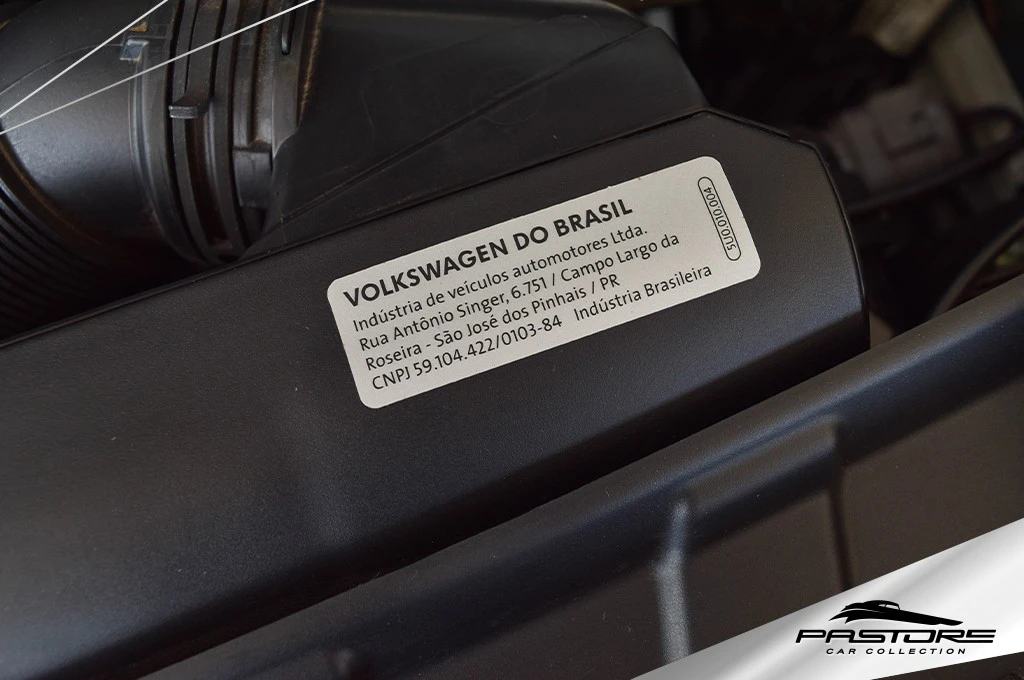 VOLKSWAGEN DO BRASIL
Indústria de veículos automotores Ltda.
Rua Antônio Singer, 6.751 / Campo Largo da
Roseira - São José dos Pinhais / PR
CNPJ 59.104.422/0103-84 Indústria Brasileira
5U0.010.004
PASTORE
CAR COLLECTION